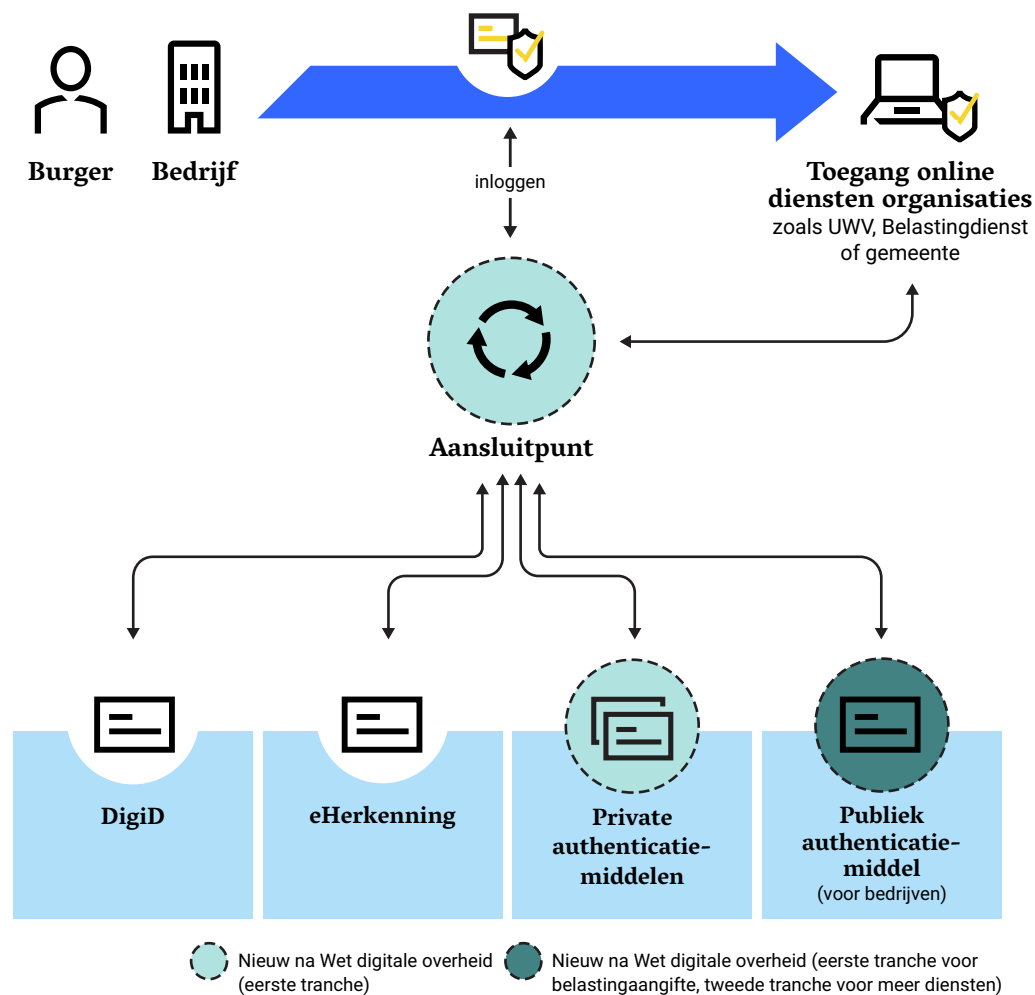 Burger
Bedrijf
inloggen
Toegang online
diensten organisaties
zoals UWV, Belastingdienst
of gemeente
Aansluitpunt
DigiD
eHerkenning
Private
authenticatie-
middelen
Publiek
authenticatie-
middel
(voor bedrijven)
Nieuw na Wet digitale overheid
(eerste tranche)
Nieuw na Wet digitale overheid (eerste tranche voor
belastingaangifte, tweede tranche voor meer diensten)